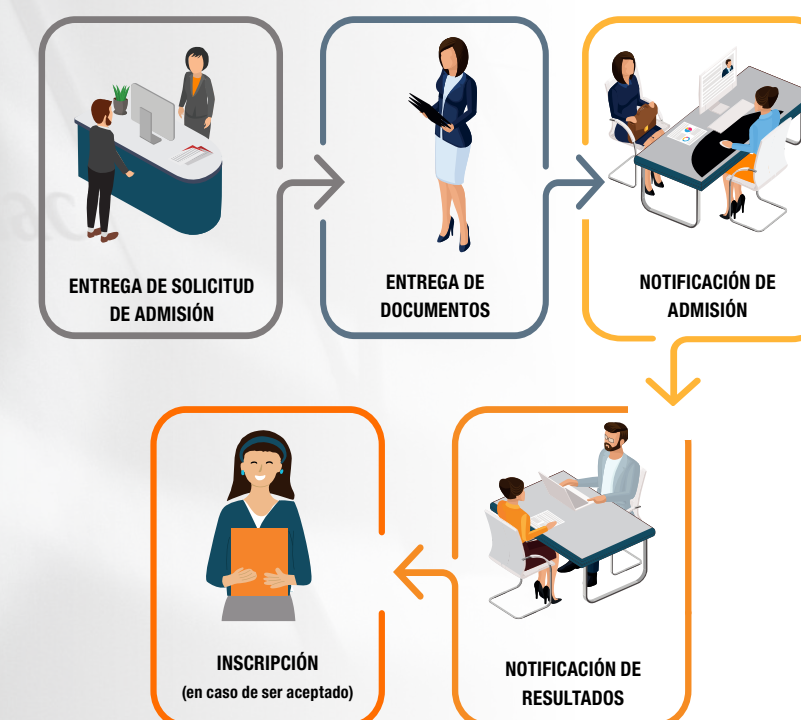 ENTREGA DE SOLICITUD
DE ADMISIÓN
ENTREGA DE
DOCUMENTOS
NOTIFICACIÓN DE
ADMISIÓN
INSCRIPCIÓN
(en caso de ser aceptado)
NOTIFICACIÓN DE
RESULTADOS